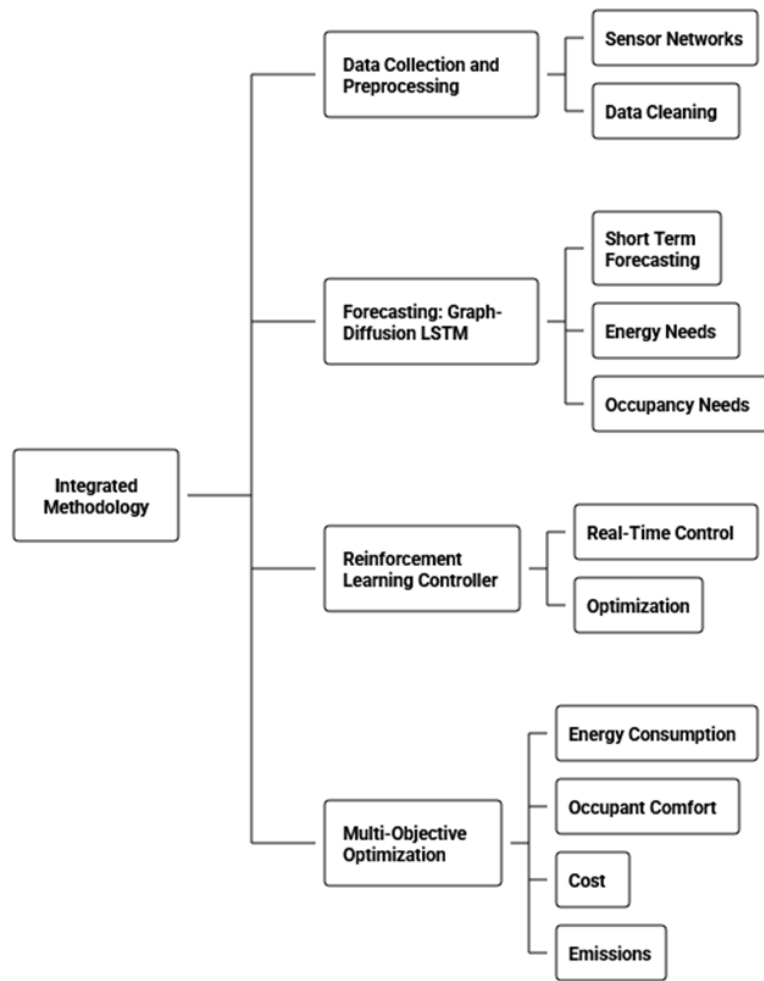 Integrated
Methodology
Data Collection and
Preprocessing
Sensor Networks
Data Cleaning
Forecasting: Graph-
Diffusion LSTM
Short Term
Forecasting
Energy Needs
Occupancy Needs
Reinforcement
Learning Controller
Real-Time Control
Optimization
Multi-Objective
Optimization
Energy Consumption
Occupant Comfort
Cost
Emissions